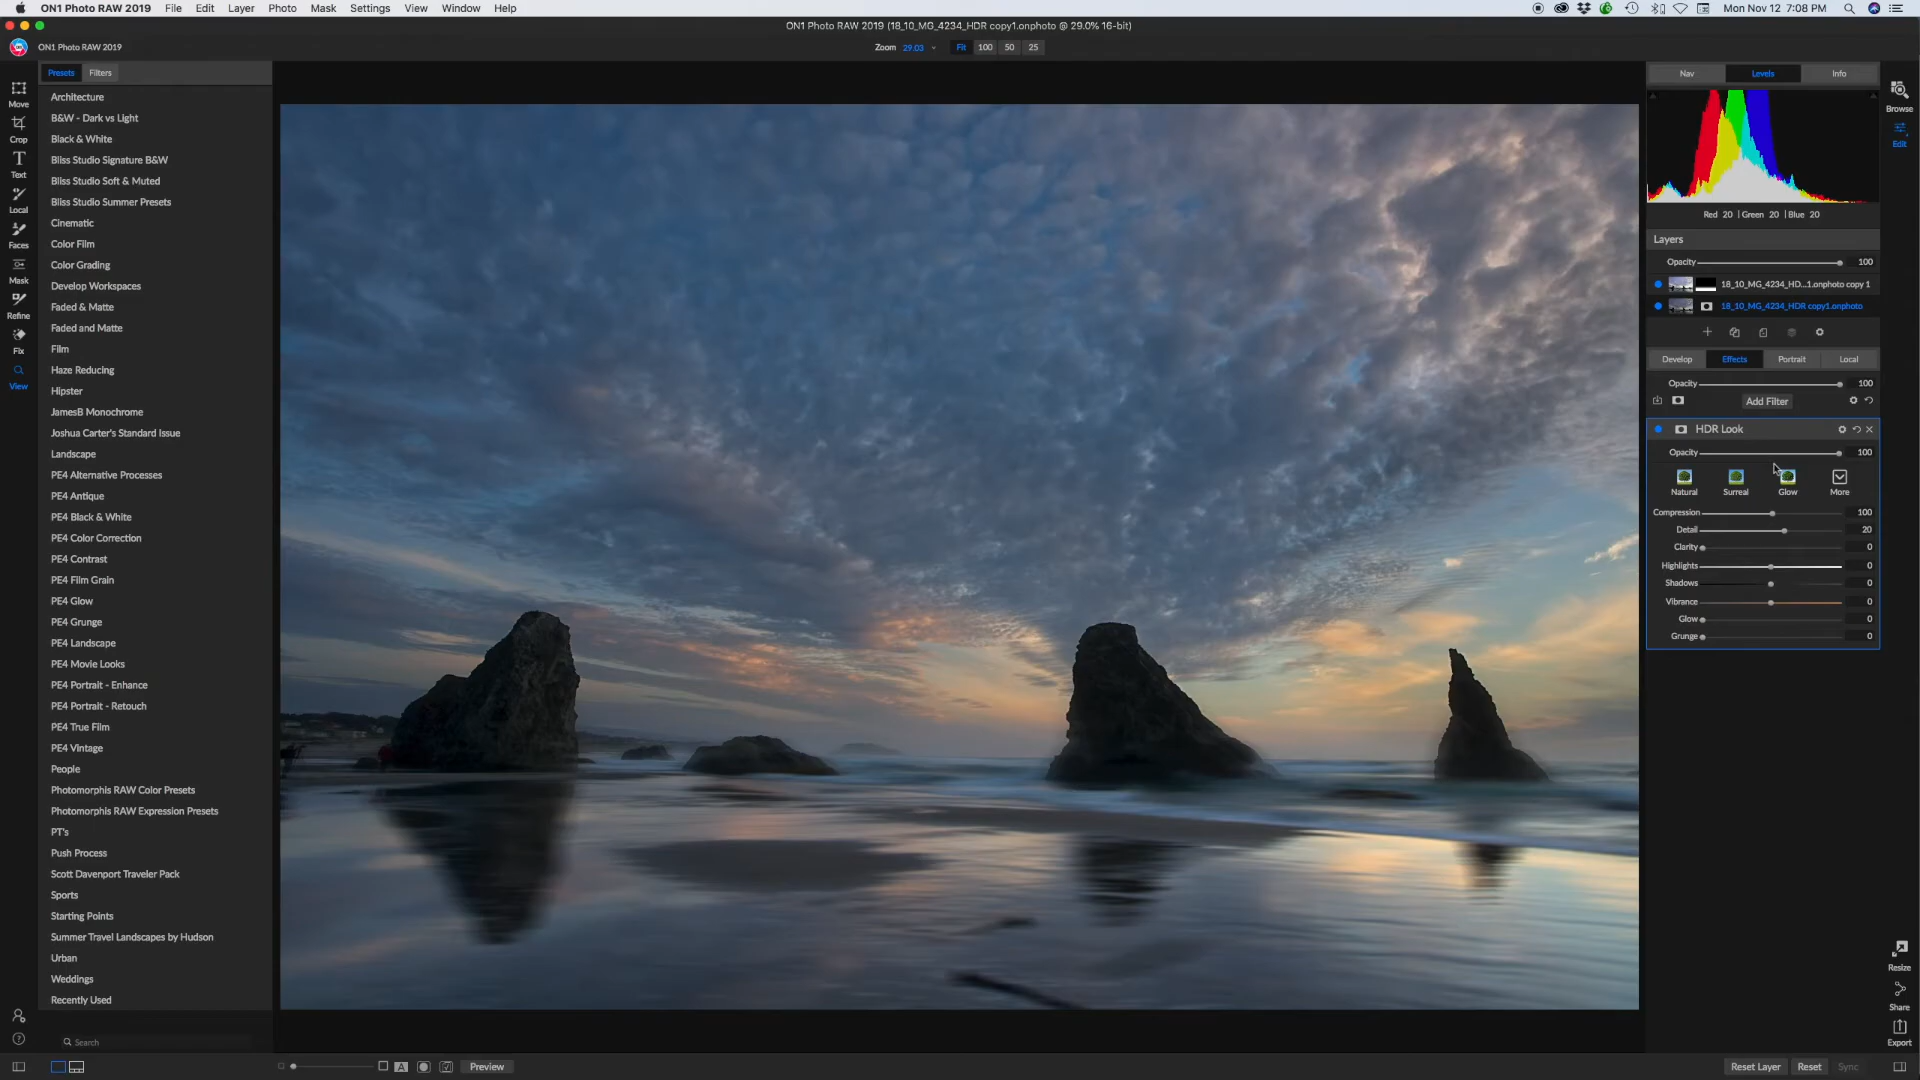 ON1 Photo RAW 2019 File Edit Layer Photo Mask Settings View Window Help Mon Nov 12 7:08 PM
ON1 Photo RAW 2019 (18_10_MG_4234_HDR copy1.onphoto @ 29.0% 16-bit)
ON1 Photo RAW 2019
Zoom 29.03 Fit 100 50 25
Move
Crop
Text
Local
Faces
Mask
Refine
Fix
View
Presets Filters
Architecture
B&W - Dark vs Light
Black & White
Bliss Studio Signature B&W
Bliss Studio Soft & Muted
Bliss Studio Summer Presets
Cinematic
Color Film
Color Grading
Develop Workspaces
Faded & Matte
Faded and Matte
Film
Haze Reducing
Hipster
JamesB Monochrome
Joshua Carter's Standard Issue
Landscape
PE4 Alternative Processes
PE4 Antique
PE4 Black & White
PE4 Color Correction
PE4 Contrast
PE4 Film Grain
PE4 Glow
PE4 Grunge
PE4 Landscape
PE4 Movie Looks
PE4 Portrait - Enhance
PE4 Portrait - Retouch
PE4 True Film
PE4 Vintage
People
Photomorphis RAW Color Presets
Photomorphis RAW Expression Presets
PT's
Push Process
Scott Davenport Traveler Pack
Sports
Starting Points
Summer Travel Landscapes by Hudson
Urban
Weddings
Recently Used
Search
A Preview
Nav Levels Info
Red 20 | Green 20 | Blue 20
Layers
Opacity 100
18_10_MG_4234_HD...1.onphoto copy 1
18_10_MG_4234_HDR copy1.onphoto
Develop Effects Portrait Local
Opacity 100
Add Filter
HDR Look
Opacity 100
Natural Surreal Glow More
Compression 100
Detail 20
Clarity 0
Highlights 0
Shadows 0
Vibrance 0
Glow 0
Grunge 0
Browse
Edit
Resize
Share
Export
Reset Layer Reset Sync